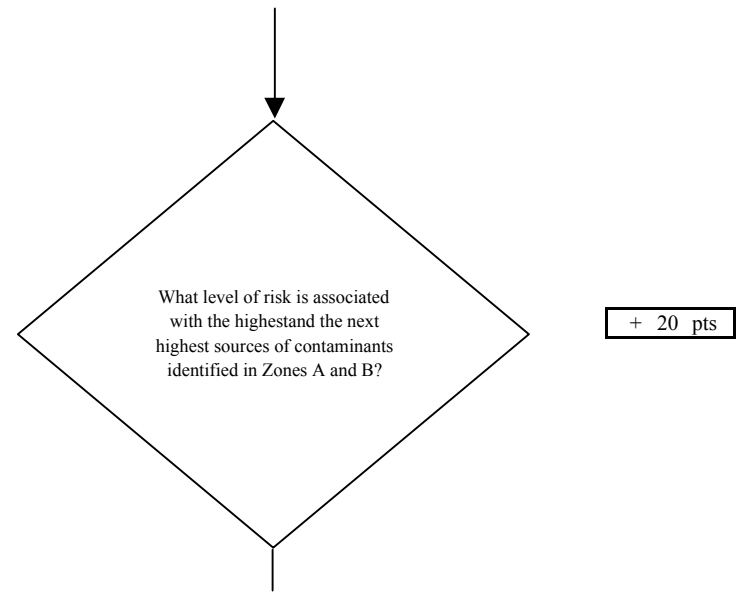 What level of risk is associated
with the highestand the next
highest sources of contaminants
identified in Zones A and B?
+ 20 pts